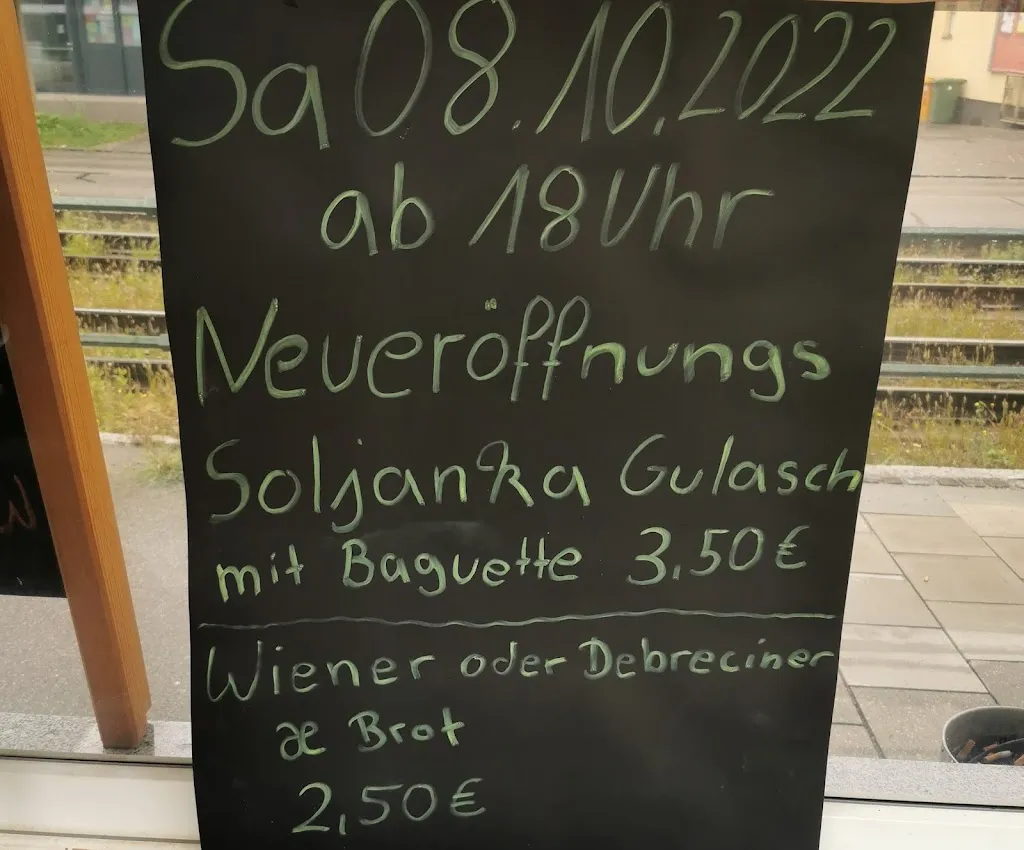 Sa 08.10.2022
ab 18 Uhr
Neueröffnungs
Soljanka Gulasch
mit Baguette 3,50€
Wiener oder Debreciner
æ Brot
2,50€